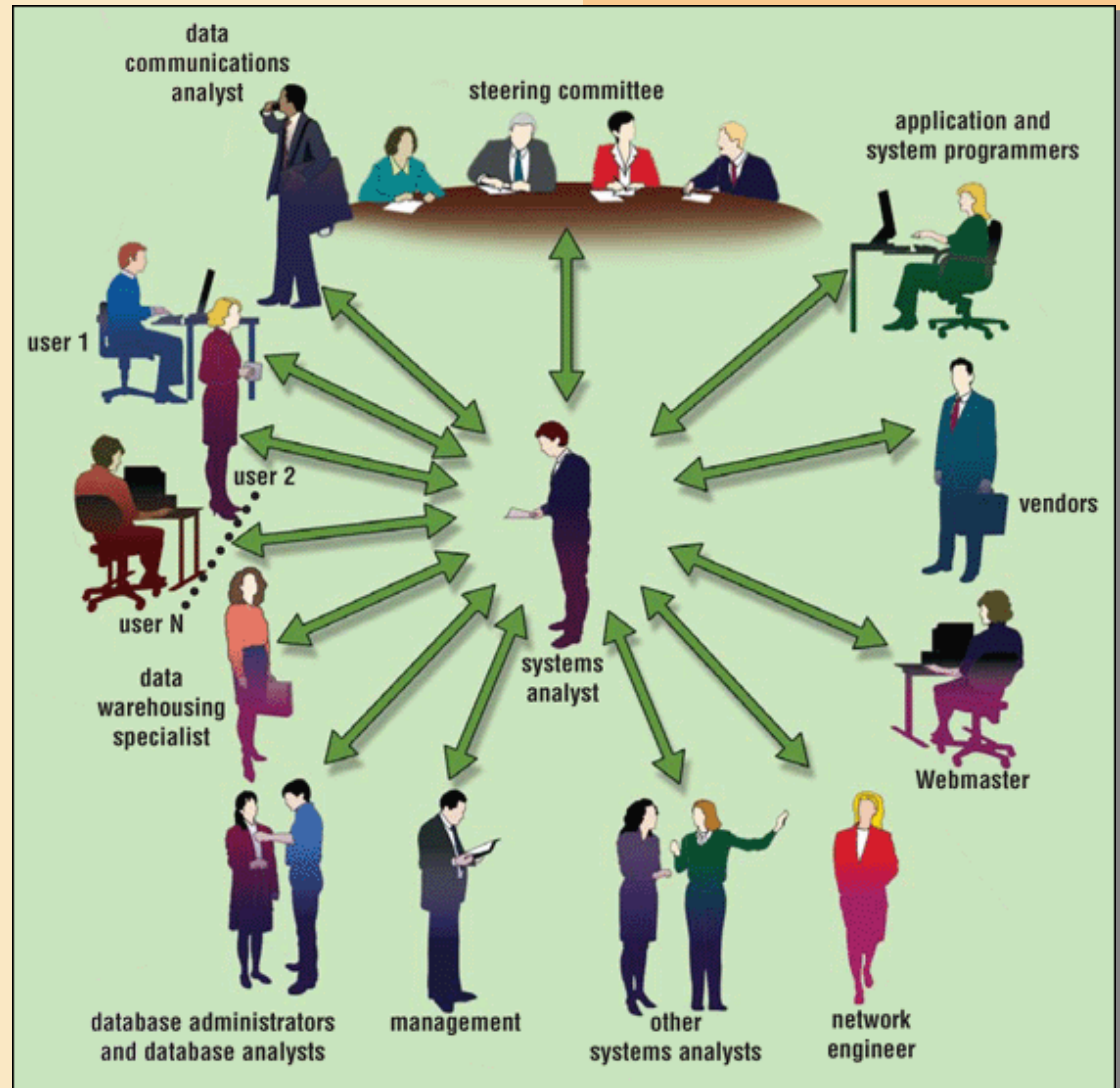 data
communications
analyst
steering committee
application and
system programmers
user 1
user 2
vendors
user N
systems
analyst
data
warehousing
specialist
Webmaster
database administrators
and database analysts
management
other
systems analysts
network
engineer